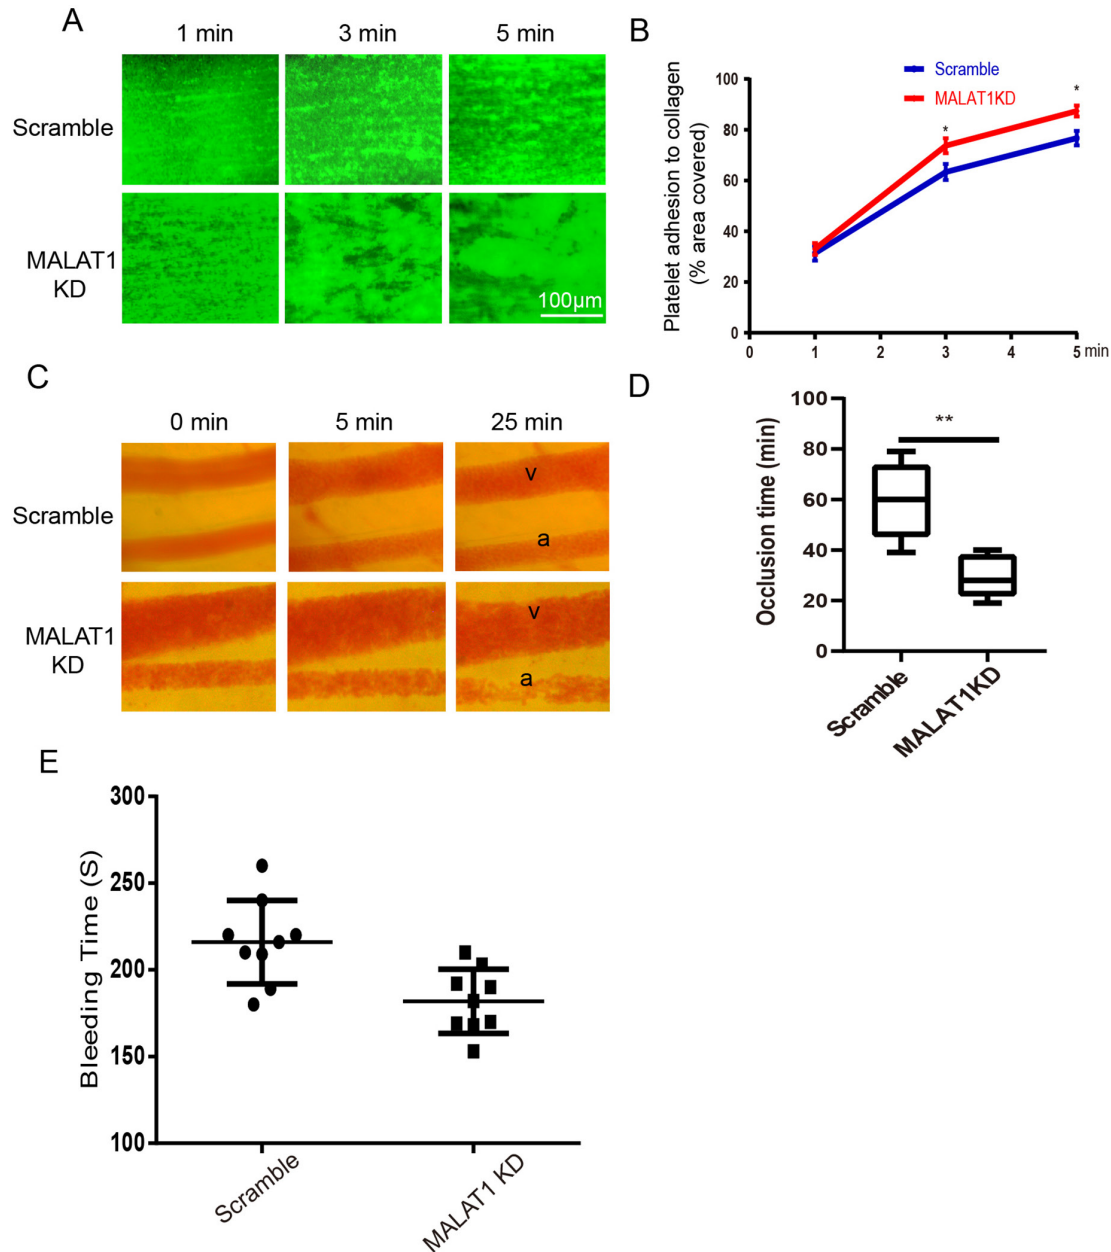 A
1 min
3 min
5 min
Scramble
MALAT1
KD
100µm
B
Scramble
MALAT1KD
Platelet adhesion to collagen
(% area covered)
100
80
60
40
20
0
*
*
0
1
2
3
4
5 min
C
0 min
5 min
25 min
Scramble
v
a
MALAT1
KD
v
a
D
Occlusion time (min)
100
80
60
40
20
0
**
Scramble
MALAT1KD
E
Bleeding Time (S)
300
250
200
150
100
Scramble
MALAT1 KD